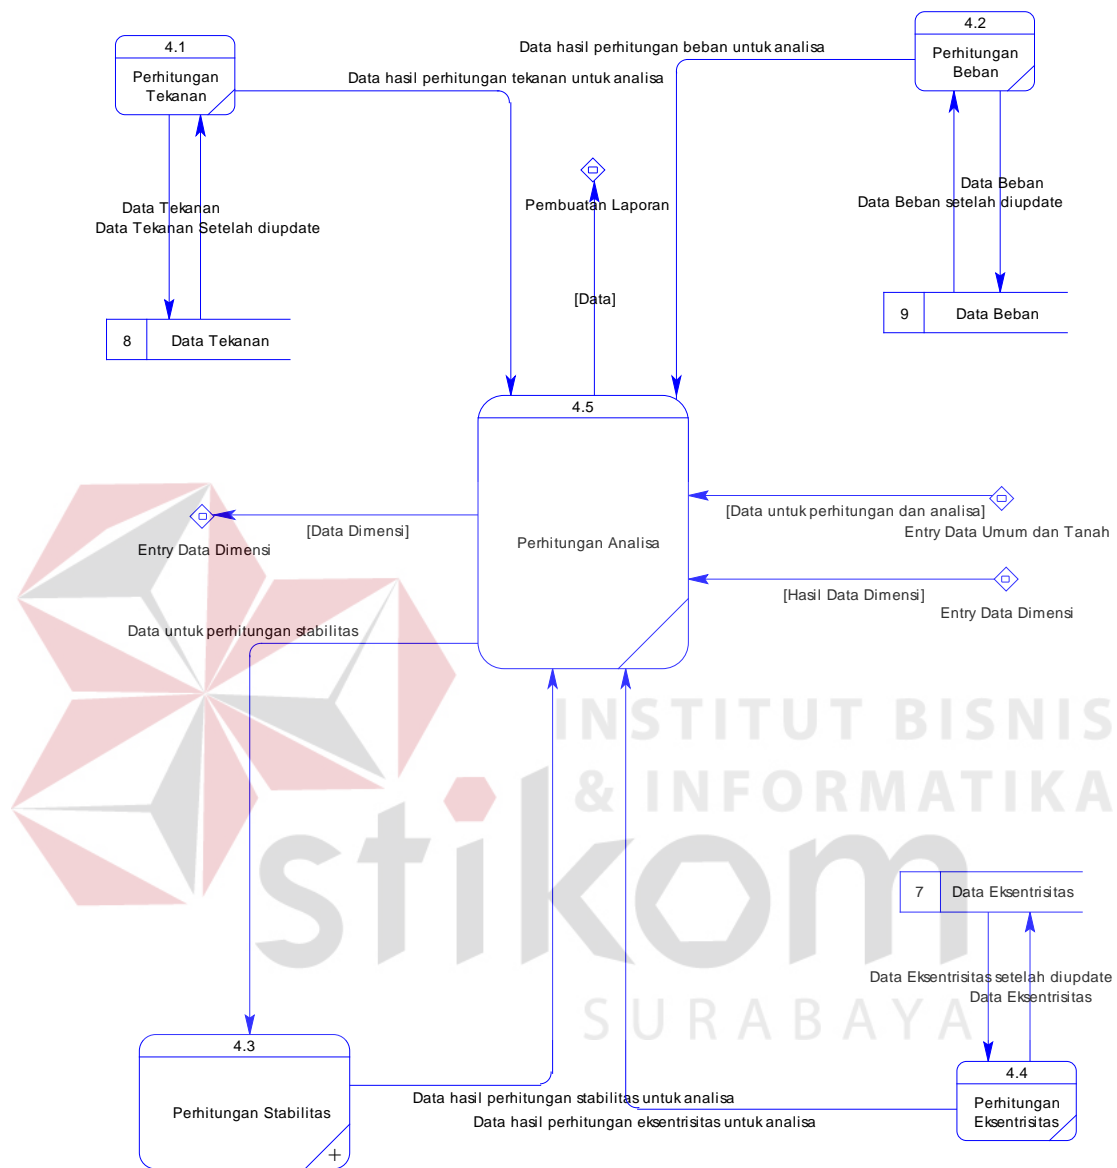 4.1
Perhitungan
Tekanan
4.2
Perhitungan
Beban
Data hasil perhitungan beban untuk analisa
Data hasil perhitungan tekanan untuk analisa
Data Tekanan
Data Tekanan Setelah diupdate
Pembuatan Laporan
Data Beban
Data Beban setelah diupdate
[Data]
8
Data Tekanan
9
Data Beban
4.5
Perhitungan Analisa
[Data Dimensi]
Entry Data Dimensi
[Data untuk perhitungan dan analisa]
Entry Data Umum dan Tanah
[Hasil Data Dimensi]
Entry Data Dimensi
Data untuk perhitungan stabilitas
INSTITUT BISNIS
& INFORMATIKA
stikom
SURABAYA
7
Data Eksentrisitas
Data Eksentrisitas setelah diupdate
Data Eksentrisitas
4.3
Perhitungan Stabilitas
+
4.4
Perhitungan
Eksentrisitas
Data hasil perhitungan stabilitas untuk analisa
Data hasil perhitungan eksentrisitas untuk analisa